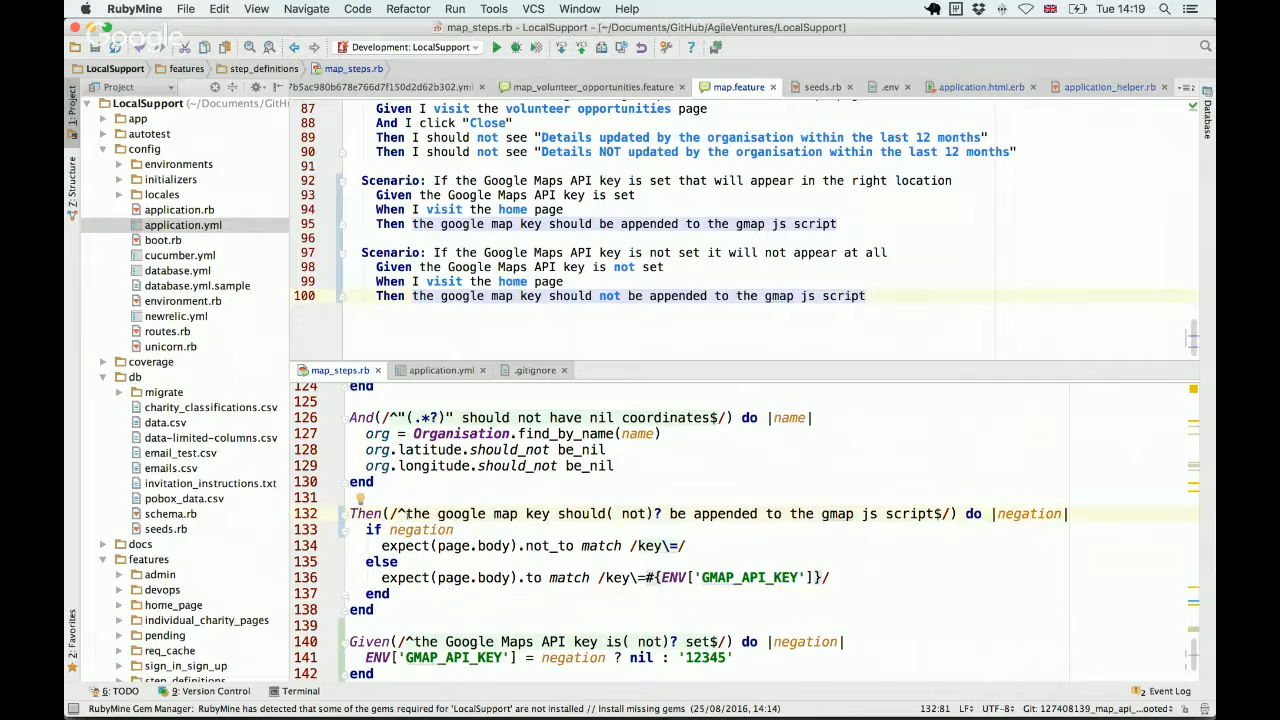 RubyMine File Edit View Navigate Code Refactor Run Tools VCS Window Help Tue 14:19
map_steps.rb - LocalSupport - [~/Documents/GitHub/AgileVentures/LocalSupport]
Google
Development: LocalSupport
LocalSupport features step_definitions map_steps.rb
Project 7b5ac980b678e766d7f150d2d62b302.yml map_volunteer_opportunities.feature map.feature seeds.rb .env application.html.erb application_helper.rb
1: Project
7: Structure
2: Favorites
Database
LocalSupport (~/Documents/GitH
app
autotest
config
environments
initializers
locales
application.rb
application.yml
boot.rb
cucumber.yml
database.yml
database.yml.sample
environment.rb
newrelic.yml
routes.rb
unicorn.rb
coverage
db
migrate
charity_classifications.csv
data.csv
data-limited-columns.csv
email_test.csv
emails.csv
invitation_instructions.txt
pobox_data.csv
schema.rb
seeds.rb
docs
features
admin
devops
home_page
individual_charity_pages
pending
req_cache
sign_in_sign_up
step_definitions
87 Given I visit the volunteer opportunities page
88 And I click "Close"
89 Then I should not see "Details updated by the organisation within the last 12 months"
90 Then I should not see "Details NOT updated by the organisation within the last 12 months"
91
92 Scenario: If the Google Maps API key is set that will appear in the right location
93 Given the Google Maps API key is set
94 When I visit the home page
95 Then the google map key should be appended to the gmap js script
96
97 Scenario: If the Google Maps API key is not set it will not appear at all
98 Given the Google Maps API key is not set
99 When I visit the home page
100 Then the google map key should not be appended to the gmap js script
map_steps.rb application.yml .gitignore
124 end
125
126 And(/^"(.*?)" should not have nil coordinates$/) do |name|
127 org = Organisation.find_by_name(name)
128 org.latitude.should_not be_nil
129 org.longitude.should_not be_nil
130 end
131
132 Then(/^the google map key should( not)? be appended to the gmap js script$/) do |negation|
133 if negation
134 expect(page.body).not_to match /key\=/
135 else
136 expect(page.body).to match /key\=#{ENV['GMAP_API_KEY']}/
137 end
138 end
139
140 Given(/^the Google Maps API key is( not)? set$/) do |negation|
141 ENV['GMAP_API_KEY'] = negation ? nil : '12345'
142 end
6: TODO 9: Version Control Terminal Event Log
RubyMine Gem Manager: RubyMine has detected that some of the gems required for 'LocalSupport' are not installed // Install missing gems (25/08/2016, 14:14) 132:81 LF÷ UTF-8÷ Git: 127408139_map_api_...ooted÷